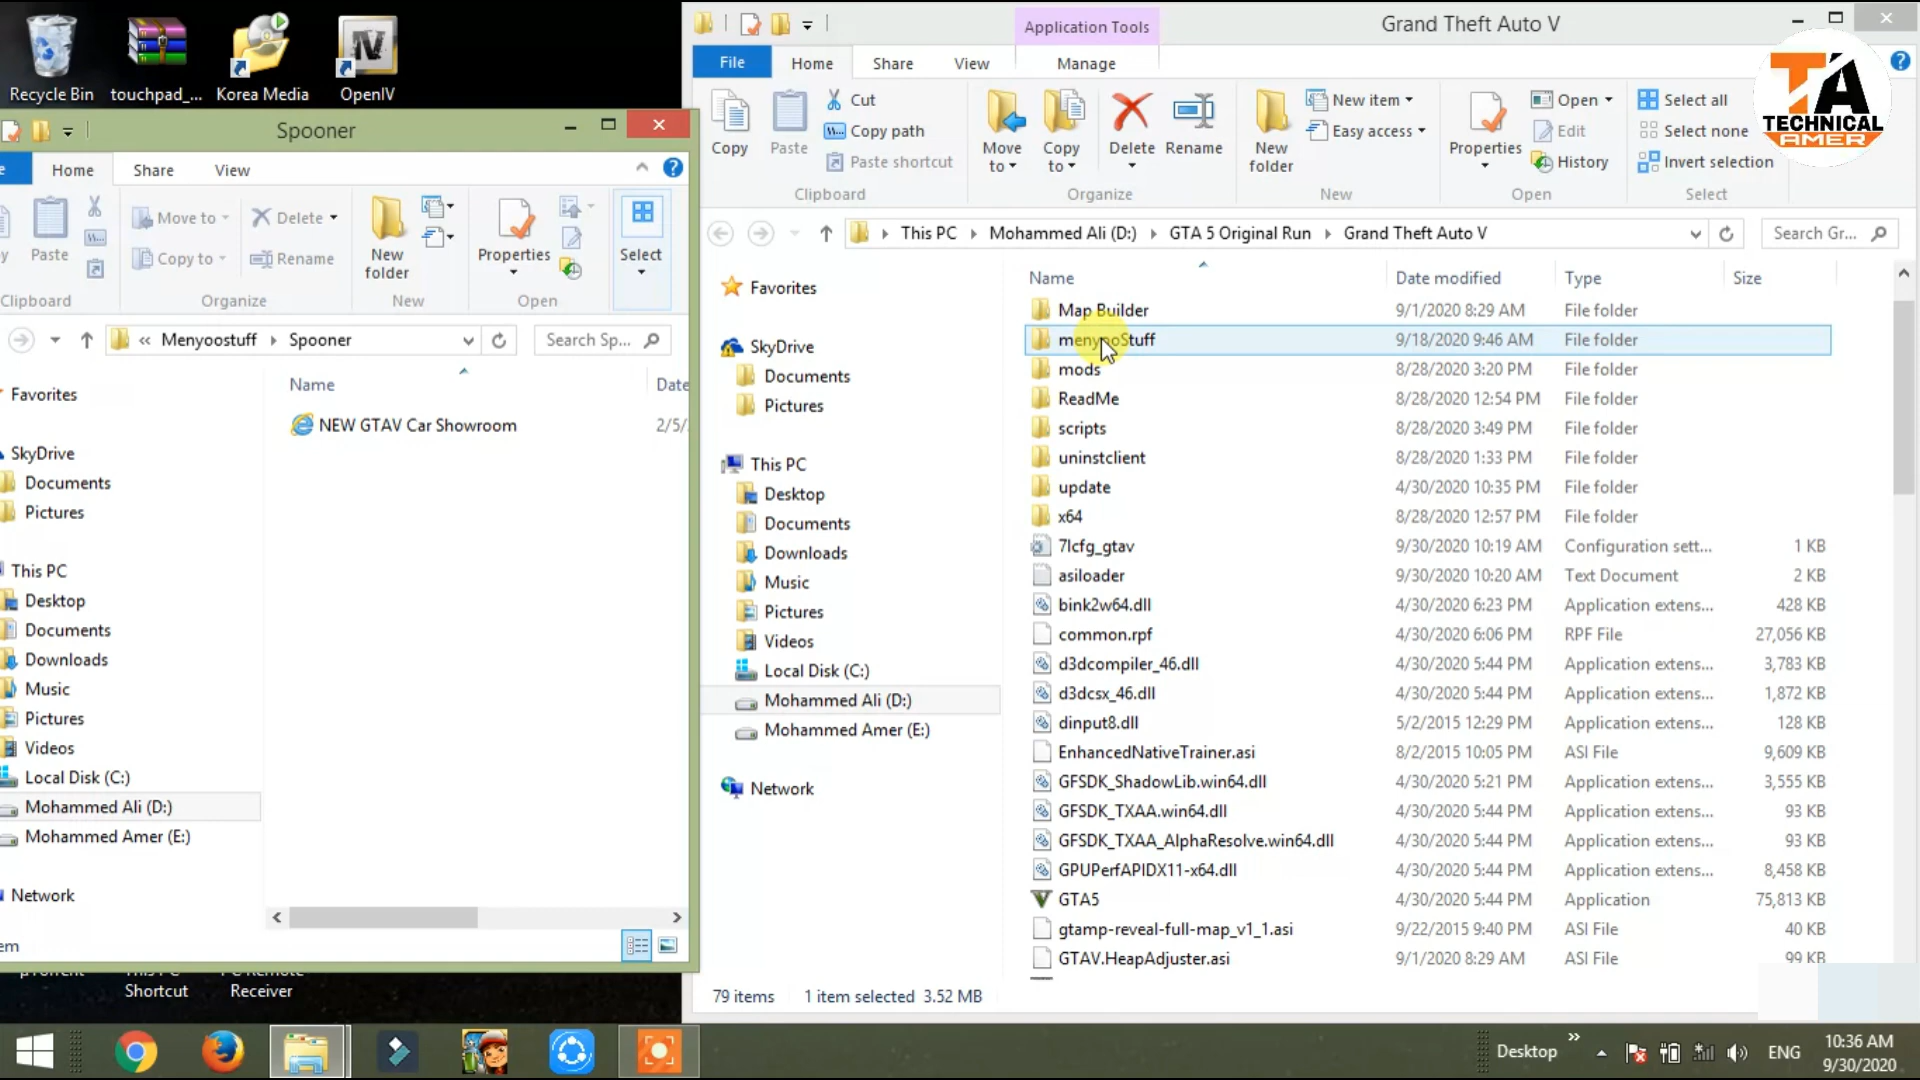 Recycle Bin
touchpad_...
Korea Media
OpenIV
Spooner
Home
Share
View
Paste
Move to
Copy to
Delete
Rename
New
folder
Properties
Select
Clipboard
Organize
New
Open
« Menyoostuff
Spooner
Search Sp...
Favorites
SkyDrive
Documents
Pictures
This PC
Desktop
Documents
Downloads
Music
Pictures
Videos
Local Disk (C:)
Mohammed Ali (D:)
Mohammed Amer (E:)
Network
Name
Date
NEW GTAV Car Showroom
2/5/
Shortcut
Receiver
Application Tools
Grand Theft Auto V
File
Home
Share
View
Manage
Copy
Paste
Cut
Copy path
Paste shortcut
Move
to
Copy
to
Delete
Rename
New
folder
New item
Easy access
Properties
Open
Edit
History
Select all
Select none
Invert selection
Clipboard
Organize
New
Open
Select
TA
TECHNICAL
AMER
This PC
Mohammed Ali (D:)
GTA 5 Original Run
Grand Theft Auto V
Search Gr...
Favorites
SkyDrive
Documents
Pictures
This PC
Desktop
Documents
Downloads
Music
Pictures
Videos
Local Disk (C:)
Mohammed Ali (D:)
Mohammed Amer (E:)
Network
Name Date modified Type Size
Map Builder 9/1/2020 8:29 AM File folder
menyooStuff 9/18/2020 9:46 AM File folder
mods 8/28/2020 3:20 PM File folder
ReadMe 8/28/2020 12:54 PM File folder
scripts 8/28/2020 3:49 PM File folder
uninstclient 8/28/2020 1:33 PM File folder
update 4/30/2020 10:35 PM File folder
x64 8/28/2020 12:57 PM File folder
7lcfg_gtav 9/30/2020 10:19 AM Configuration sett... 1 KB
asiloader 9/30/2020 10:20 AM Text Document 2 KB
bink2w64.dll 4/30/2020 6:23 PM Application extens... 428 KB
common.rpf 4/30/2020 6:06 PM RPF File 27,056 KB
d3dcompiler_46.dll 4/30/2020 5:44 PM Application extens... 3,783 KB
d3dcsx_46.dll 4/30/2020 5:44 PM Application extens... 1,872 KB
dinput8.dll 5/2/2015 12:29 PM Application extens... 128 KB
EnhancedNativeTrainer.asi 8/2/2015 10:05 PM ASI File 9,609 KB
GFSDK_ShadowLib.win64.dll 4/30/2020 5:21 PM Application extens... 3,555 KB
GFSDK_TXAA.win64.dll 4/30/2020 5:44 PM Application extens... 93 KB
GFSDK_TXAA_AlphaResolve.win64.dll 4/30/2020 5:44 PM Application extens... 93 KB
GPUPerfAPIDX11-x64.dll 4/30/2020 5:44 PM Application extens... 8,458 KB
GTA5 4/30/2020 5:44 PM Application 75,813 KB
gtamp-reveal-full-map_v1_1.asi 9/22/2015 9:40 PM ASI File 40 KB
GTAV.HeapAdjuster.asi 9/1/2020 8:29 AM ASI File 99 KB
79 items 1 item selected 3.52 MB
Desktop
ENG
10:36 AM
9/30/2020